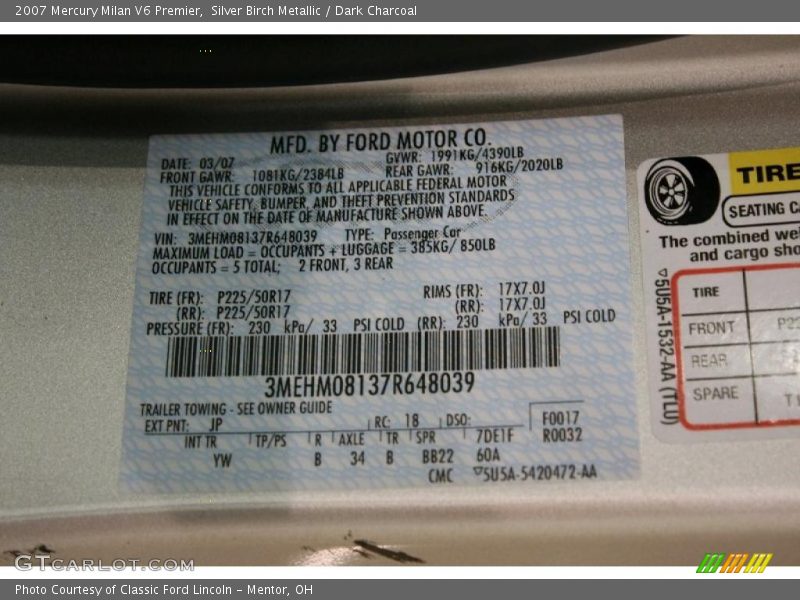 2007 Mercury Milan V6 Premier,  Silver Birch Metallic / Dark Charcoal
MFD. BY FORD MOTOR CO.
DATE: 03/07 GVWR: 1991KG/4390LB
FRONT GAWR: 1081KG/2384LB REAR GAWR: 916KG/2020LB
THIS VEHICLE CONFORMS TO ALL APPLICABLE FEDERAL MOTOR
VEHICLE SAFETY, BUMPER, AND THEFT PREVENTION STANDARDS
IN EFFECT ON THE DATE OF MANUFACTURE SHOWN ABOVE.
VIN: 3MEHM08137R648039 TYPE: Passenger Car
MAXIMUM LOAD = OCCUPANTS + LUGGAGE = 385KG/850LB
OCCUPANTS = 5 TOTAL; 2 FRONT, 3 REAR
TIRE (FR): P225/50R17 RIMS (FR): 17X7.0J
(RR): P225/50R17 (RR): 17X7.0J
PRESSURE (FR): 230 kPa/ 33 PSI COLD (RR): 230 kPa/ 33 PSI COLD
3MEHM08137R648039
TRAILER TOWING - SEE OWNER GUIDE
EXT PNT: JP RC: 18 DSO: F0017
INT TR TP/PS R AXLE TR SPR 7DE1F R0032
YW B 34 B BB22 60A
CMC 5U5A-5420472-AA
TIRE
SEATING
The combined
and cargo
5U5A-1532-AA (TLU)
TIRE
FRONT
REAR
SPARE
GTCARLOT.COM
Photo Courtesy of Classic Ford Lincoln - Mentor, OH